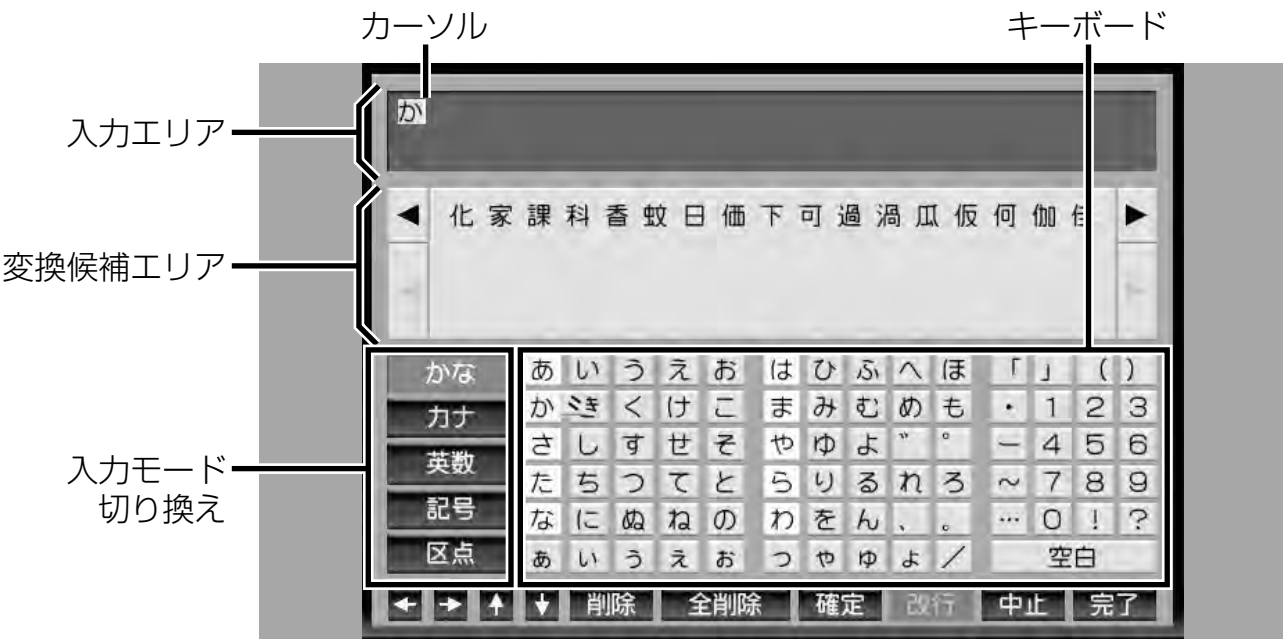 カーソル
キーボード
か
入力エリア
◀ 化 家 課 科 香 蚊 日 価 下 可 過 渦 瓜 仮 何 伽 ▶
変換候補エリア
かな
カナ
英数
記号
区点
入力モード
切り換え
あ い う え お は ひ ふ へ ほ 「 」 ( )
か き く け こ ま み む め も ・ 1 2 3
さ し す せ そ や ゆ よ ゛ ゜ ー 4 5 6
た ち つ て と ら り る れ ろ ~ 7 8 9
な に ぬ ね の わ を ん 、 。 … 0 ! ?
ぁ ぃ ぅ ぇ ぉ っ ゃ ゅ ょ / 空白
← → ↑ ↓ 削除 全削除 確定 改行 中止 完了